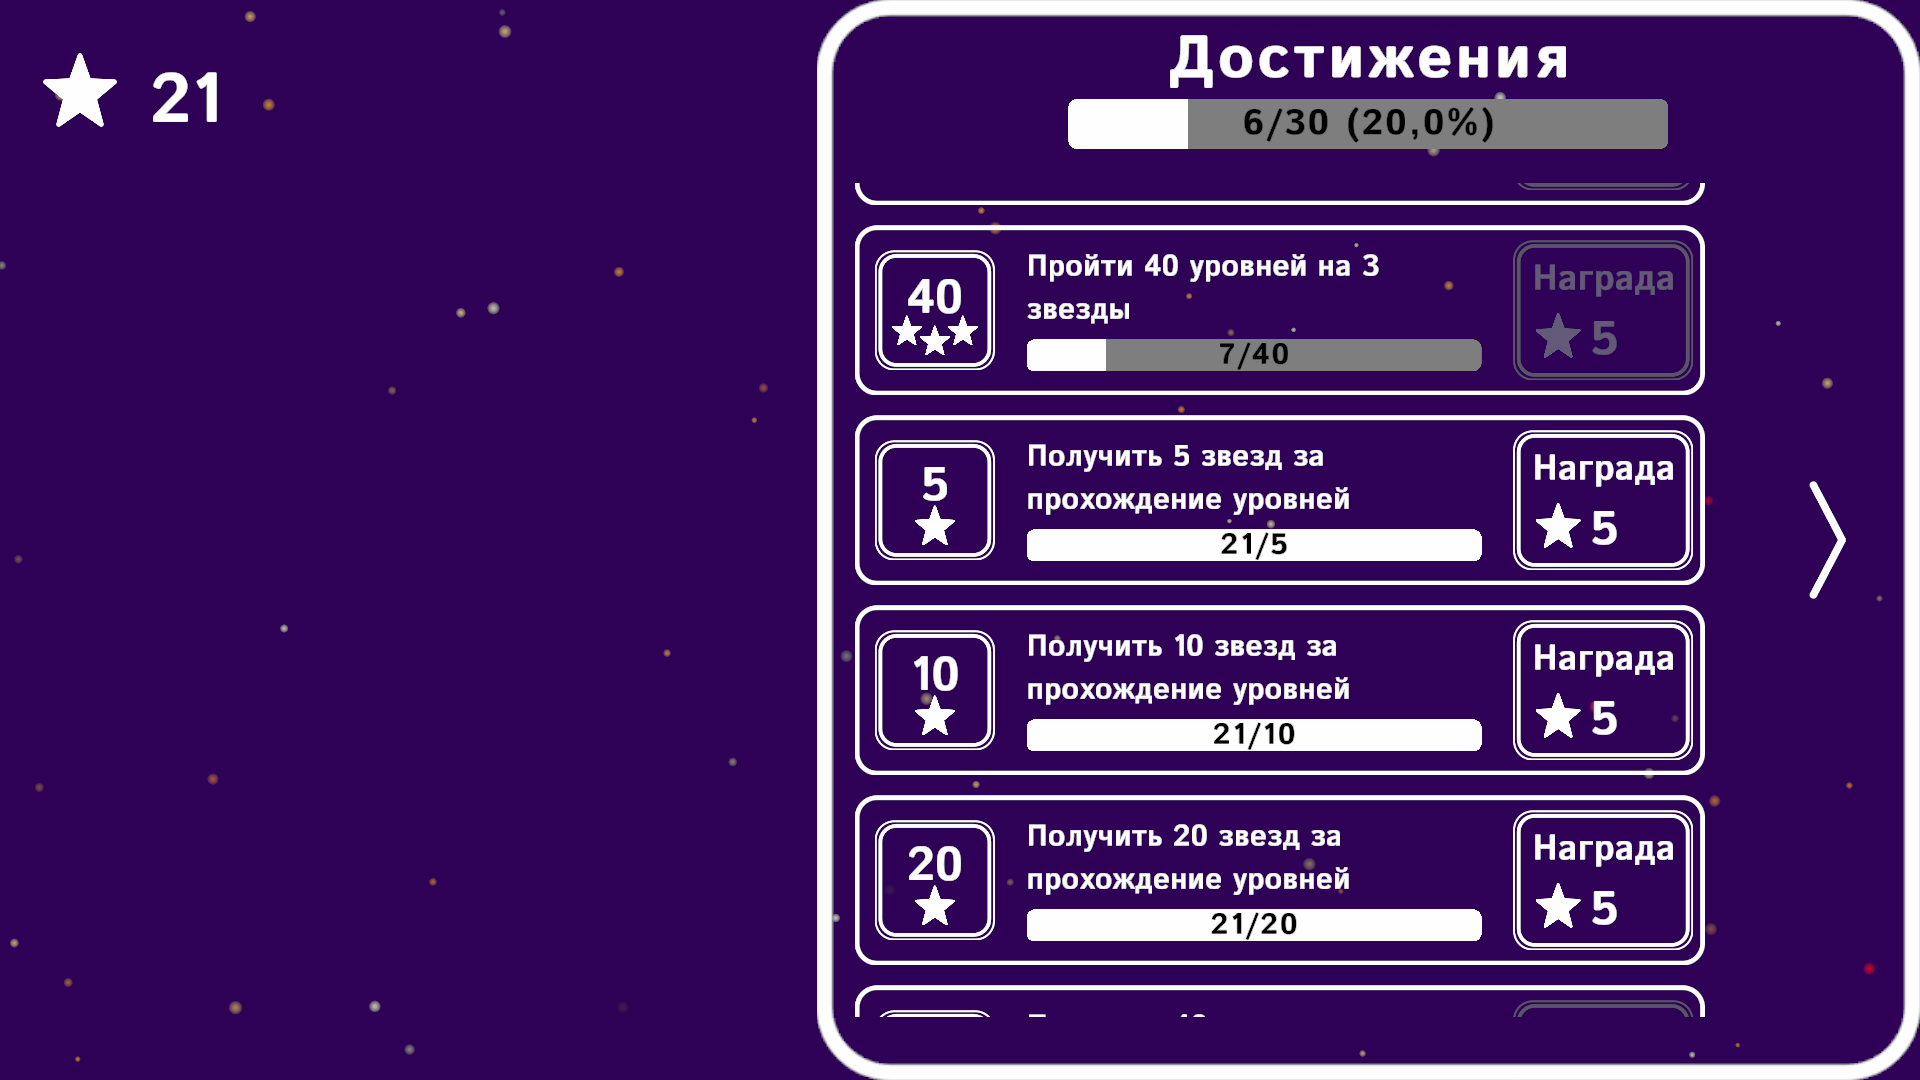 21
Достижения
6/30 (20,0%)
40
Пройти 40 уровней на 3
звезды
7/40
Награда
5
5
Получить 5 звезд за
прохождение уровней
21/5
Награда
5
10
Получить 10 звезд за
прохождение уровней
21/10
Награда
5
20
Получить 20 звезд за
прохождение уровней
21/20
Награда
5